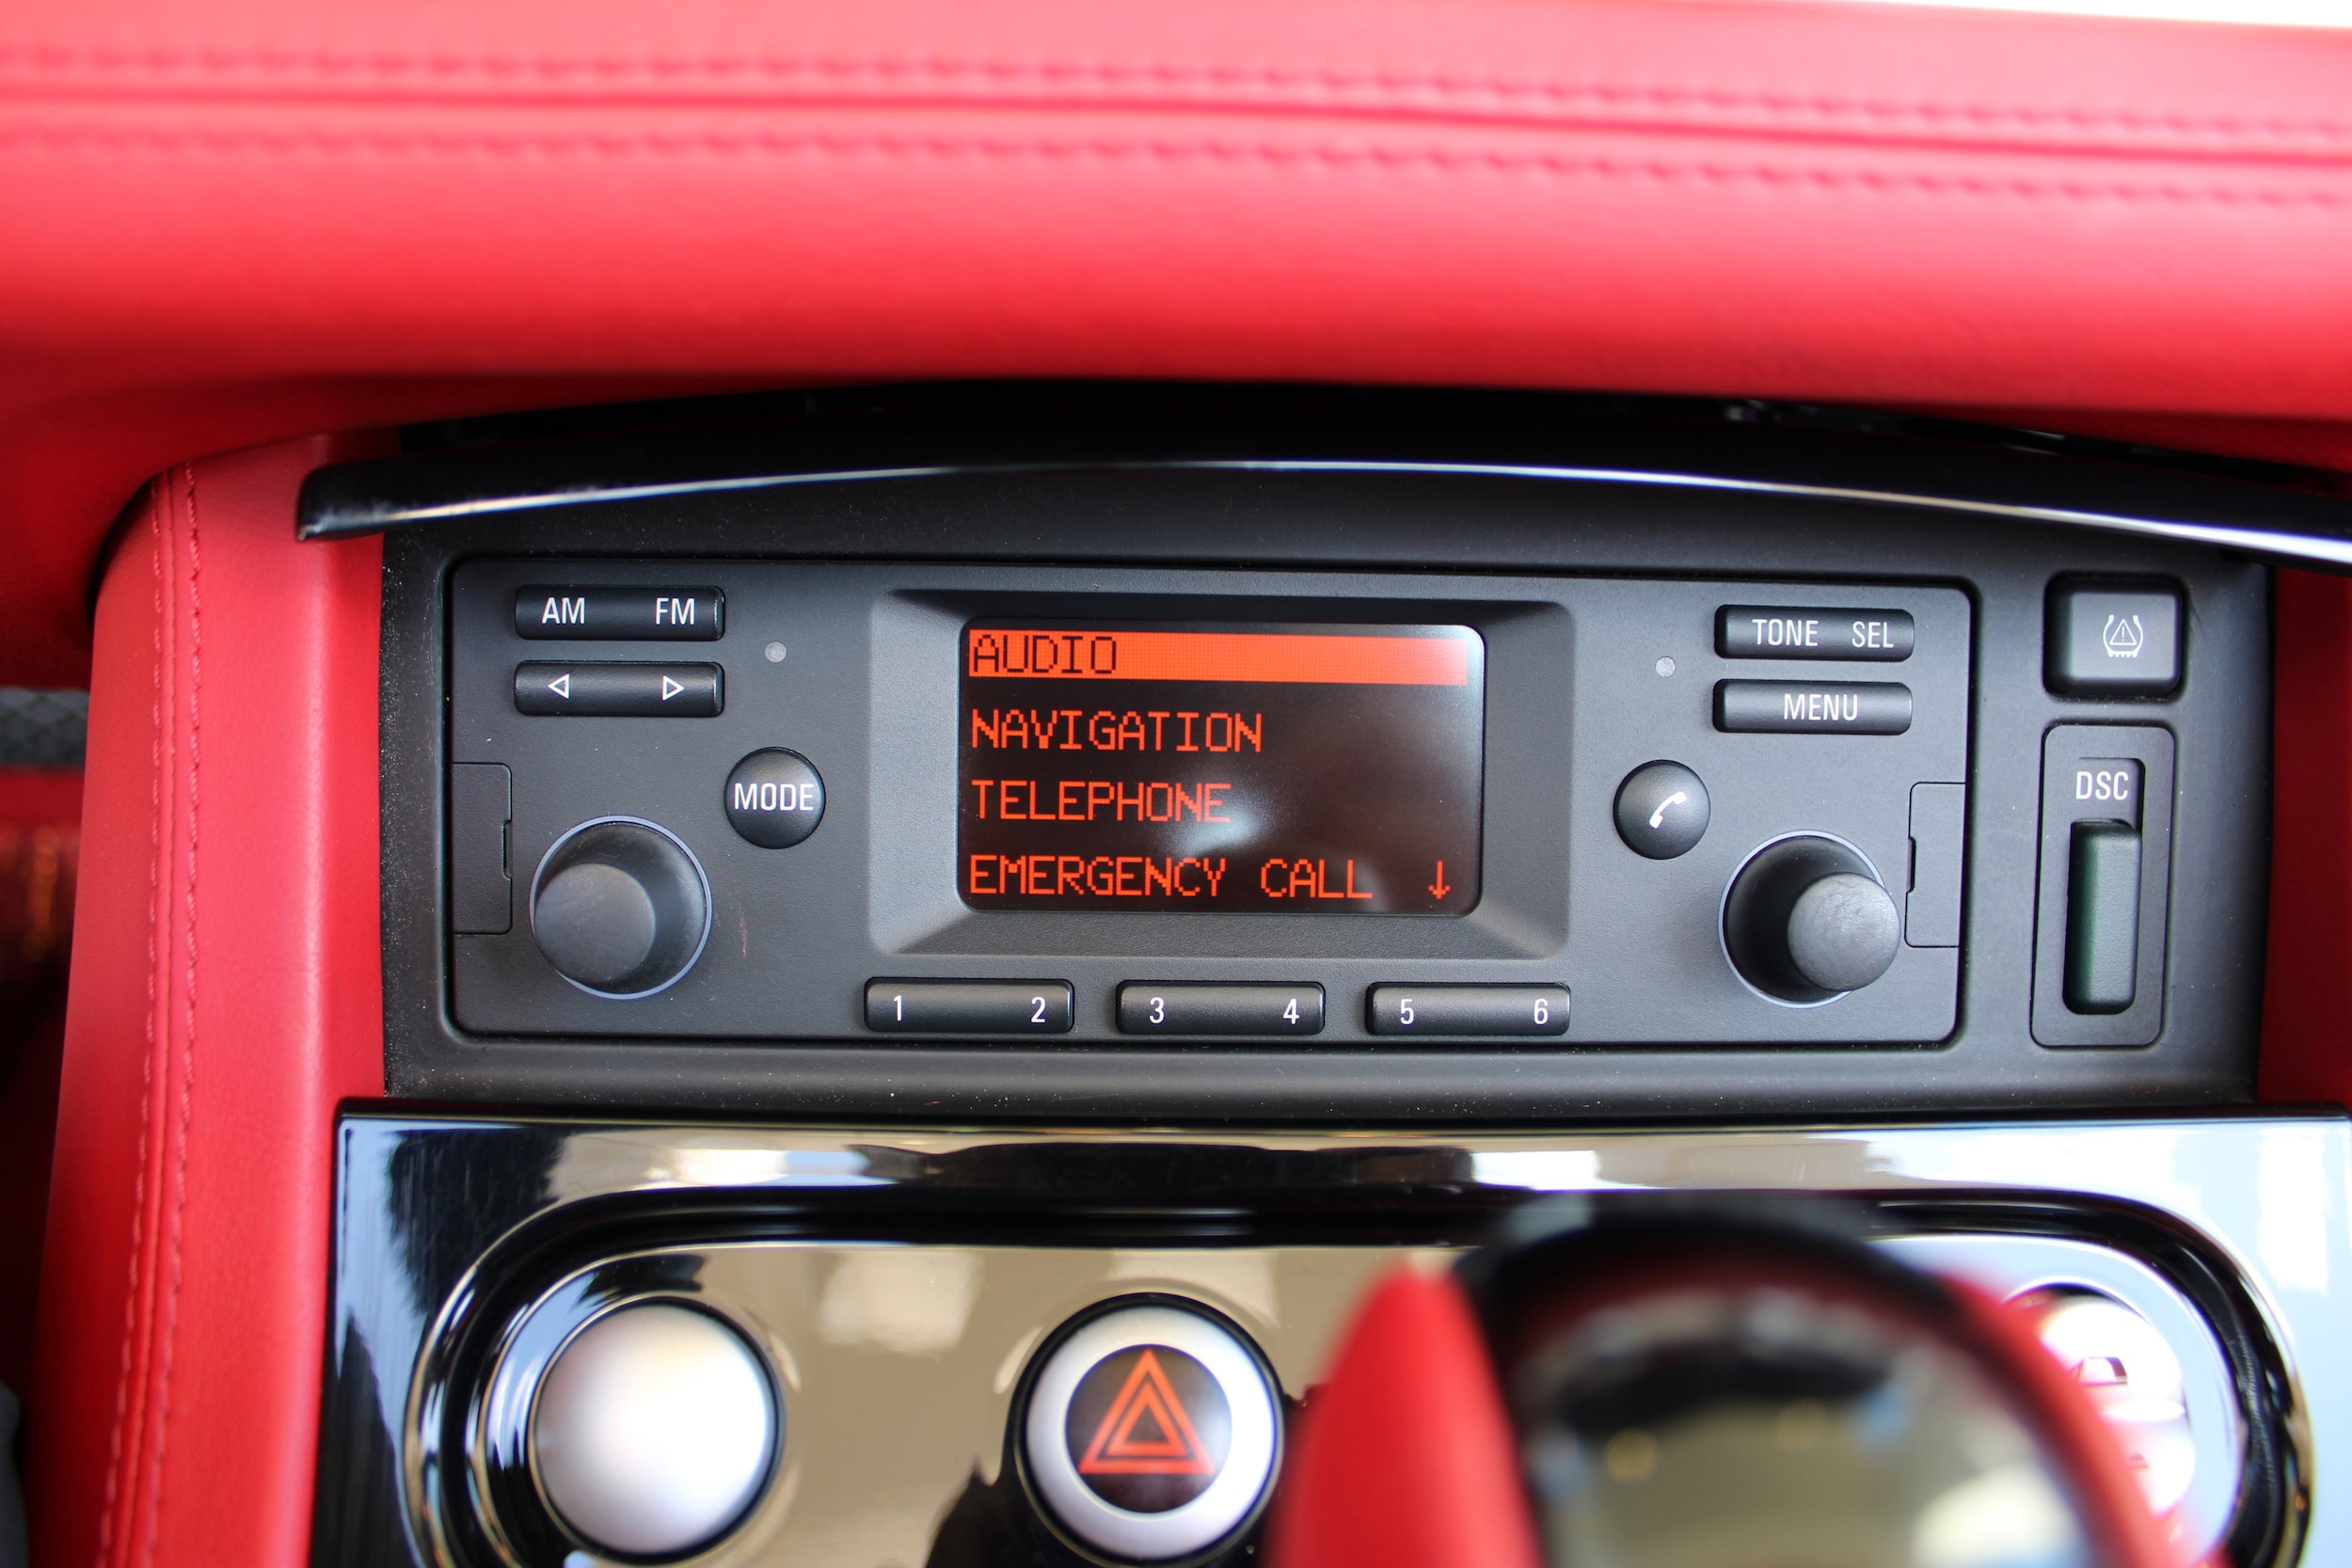 AM FM
TONE SEL
MENU
MODE
AUDIO
NAVIGATION
TELEPHONE
EMERGENCY CALL ↓
DSC
1 2 3 4 5 6